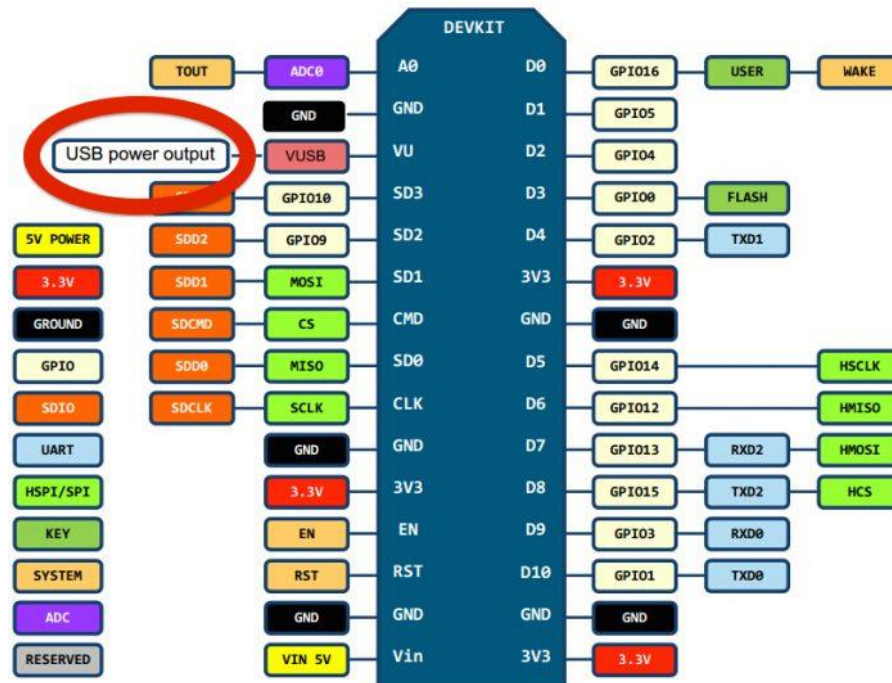 DEVKIT
TOUT ADC0 A0 D0 GPIO16 USER WAKE
GND GND D1 GPIO5
USB power output VUSB VU D2 GPIO4
GPIO10 SD3 D3 GPIO0 FLASH
5V POWER SDD2 GPIO9 SD2 D4 GPIO2 TXD1
3.3V SDD1 MOSI SD1 3V3 3.3V
GROUND SDCMD CS CMD GND GND
GPIO SDD0 MISO SD0 D5 GPIO14 HSCLK
SDIO SDCLK SCLK CLK D6 GPIO12 HMISO
UART GND GND D7 GPIO13 RXD2 HMOSI
HSPI/SPI 3.3V 3V3 D8 GPIO15 TXD2 HCS
KEY EN EN D9 GPIO3 RXD0
SYSTEM RST RST D10 GPIO1 TXD0
ADC GND GND GND GND
RESERVED VIN 5V Vin 3V3 3.3V